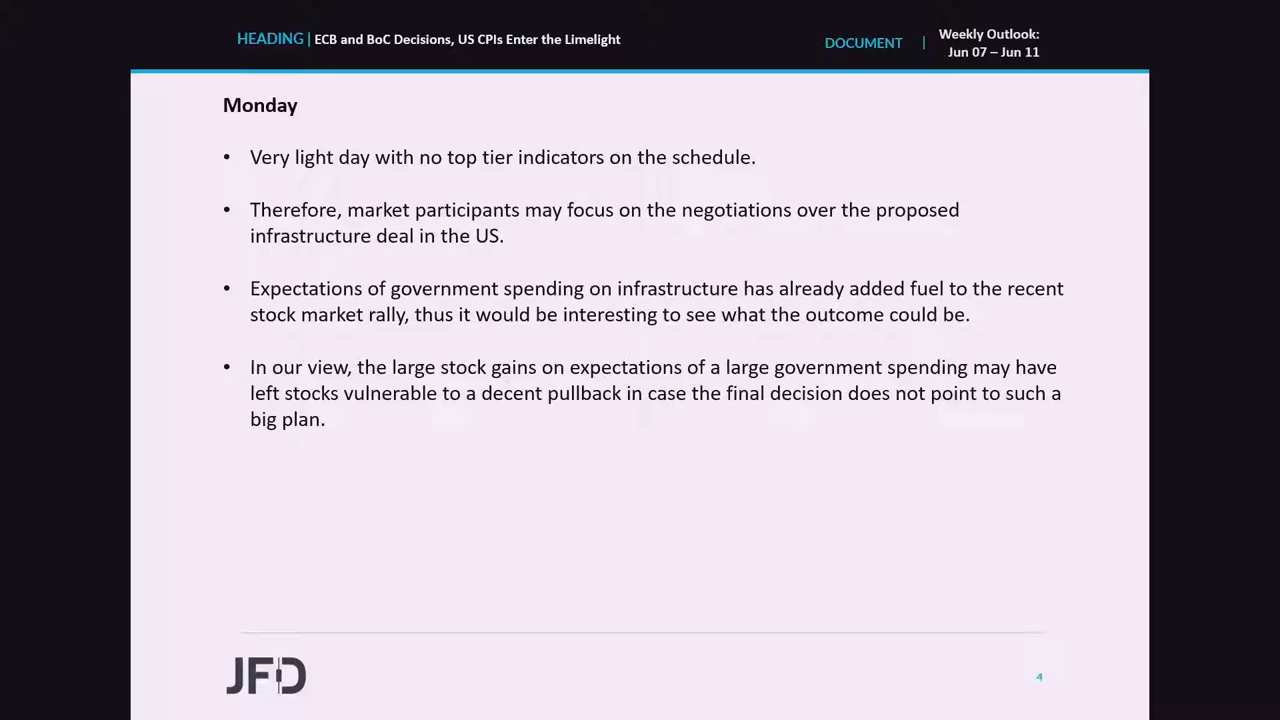 HEADING | ECB and BoC Decisions, US CPIs Enter the Limelight
DOCUMENT | Weekly Outlook:
Jun 07 – Jun 11
Monday
• Very light day with no top tier indicators on the schedule.
• Therefore, market participants may focus on the negotiations over the proposed
infrastructure deal in the US.
• Expectations of government spending on infrastructure has already added fuel to the recent
stock market rally, thus it would be interesting to see what the outcome could be.
• In our view, the large stock gains on expectations of a large government spending may have
left stocks vulnerable to a decent pullback in case the final decision does not point to such a
big plan.
JFD
4